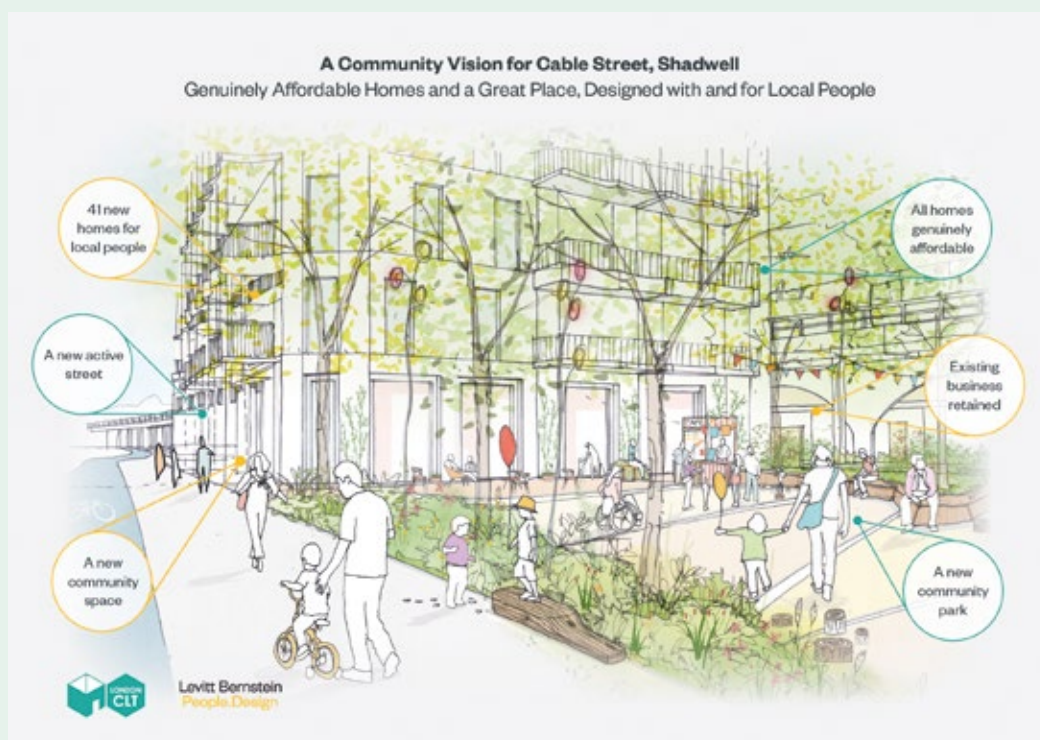 A Community Vision for Cable Street, Shadwell
Genuinely Affordable Homes and a Great Place, Designed with and for Local People
41 new
homes for
local people
All homes
genuinely
affordable
A new active
street
Existing
business
retained
A new
community
space
A new
community
park
LONDON
CLT
Levitt Bernstein
People.Design